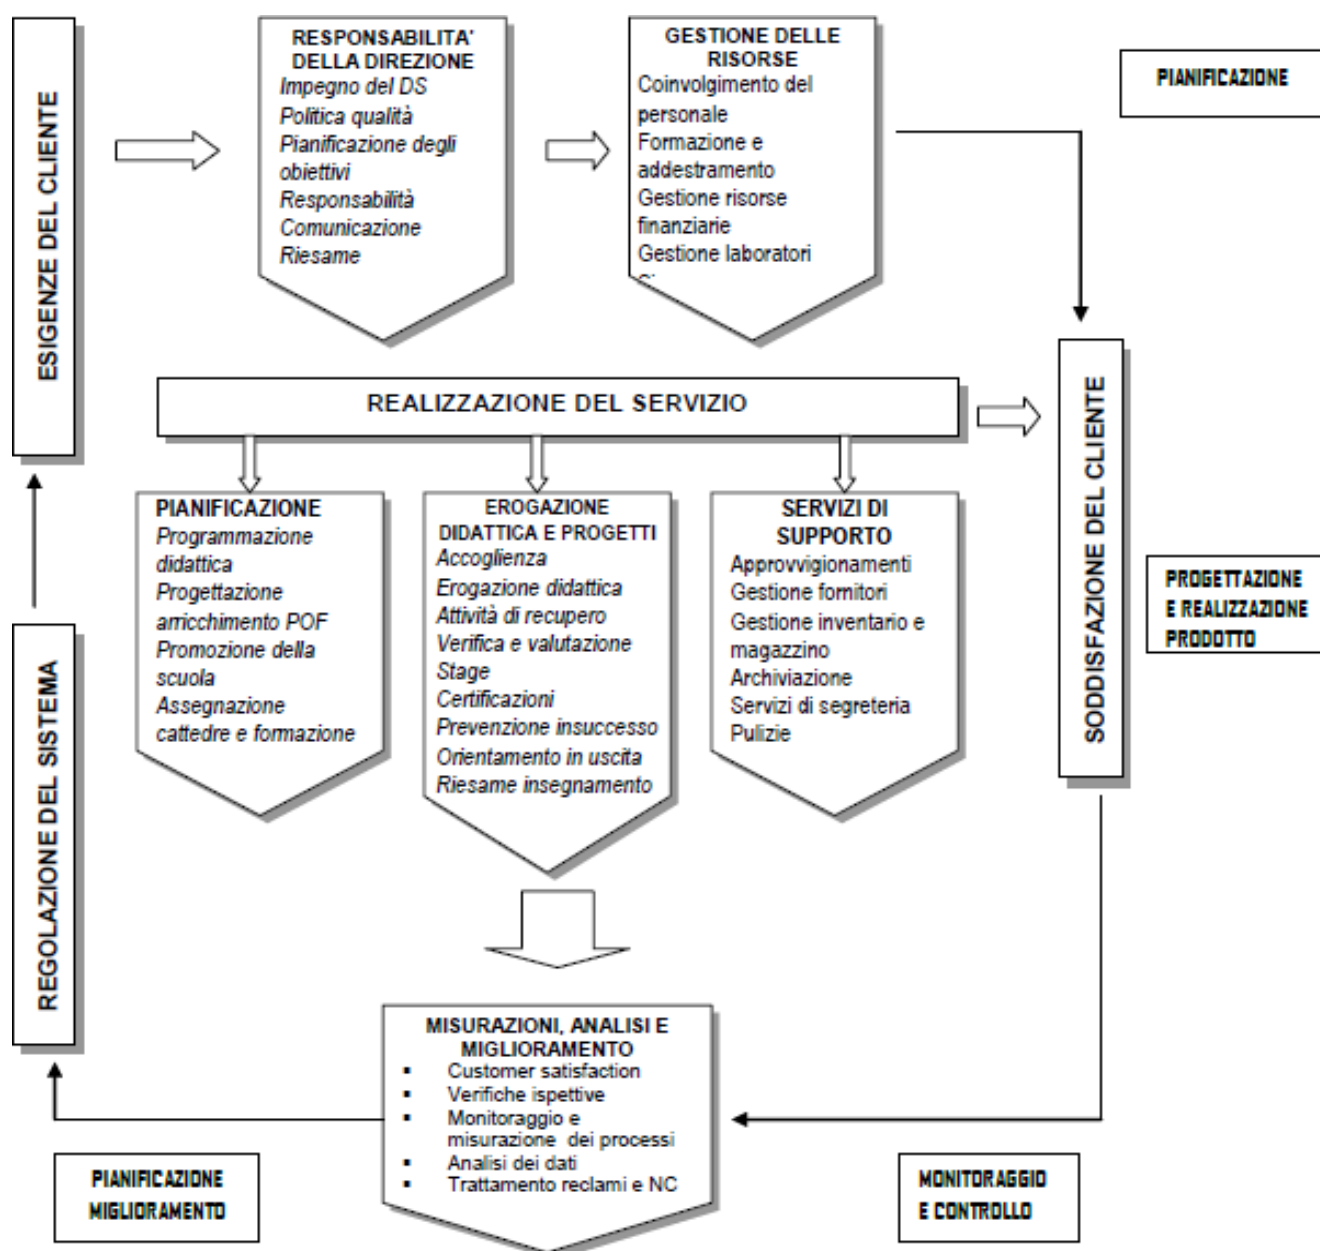 ESIGENZE DEL CLIENTE
RESPONSABILITA'
DELLA DIREZIONE
Impegno del DS
Politica qualità
Pianificazione degli
obiettivi
Responsabilità
Comunicazione
Riesame
GESTIONE DELLE
RISORSE
Coinvolgimento del
personale
Formazione e
addestramento
Gestione risorse
finanziarie
Gestione laboratori
PIANIFICAZIONE
REALIZZAZIONE DEL SERVIZIO
PIANIFICAZIONE
Programmazione
didattica
Progettazione
arricchimento POF
Promozione della
scuola
Assegnazione
cattedre e formazione
EROGAZIONE
DIDATTICA E PROGETTI
Accoglienza
Erogazione didattica
Attività di recupero
Verifica e valutazione
Stage
Certificazioni
Prevenzione insuccesso
Orientamento in uscita
Riesame insegnamento
SERVIZI DI
SUPPORTO
Approvvigionamenti
Gestione fornitori
Gestione inventario e
magazzino
Archiviazione
Servizi di segreteria
Pulizie
SODDISFAZIONE DEL CLIENTE
PROGETTAZIONE
E REALIZZAZIONE
PRODOTTO
REGOLAZIONE DEL SISTEMA
MISURAZIONI, ANALISI E
MIGLIORAMENTO
▪ Customer satisfaction
▪ Verifiche ispettive
▪ Monitoraggio e
misurazione dei processi
▪ Analisi dei dati
▪ Trattamento reclami e NC
PIANIFICAZIONE
MIGLIORAMENTO
MONITORAGGIO
E CONTROLLO